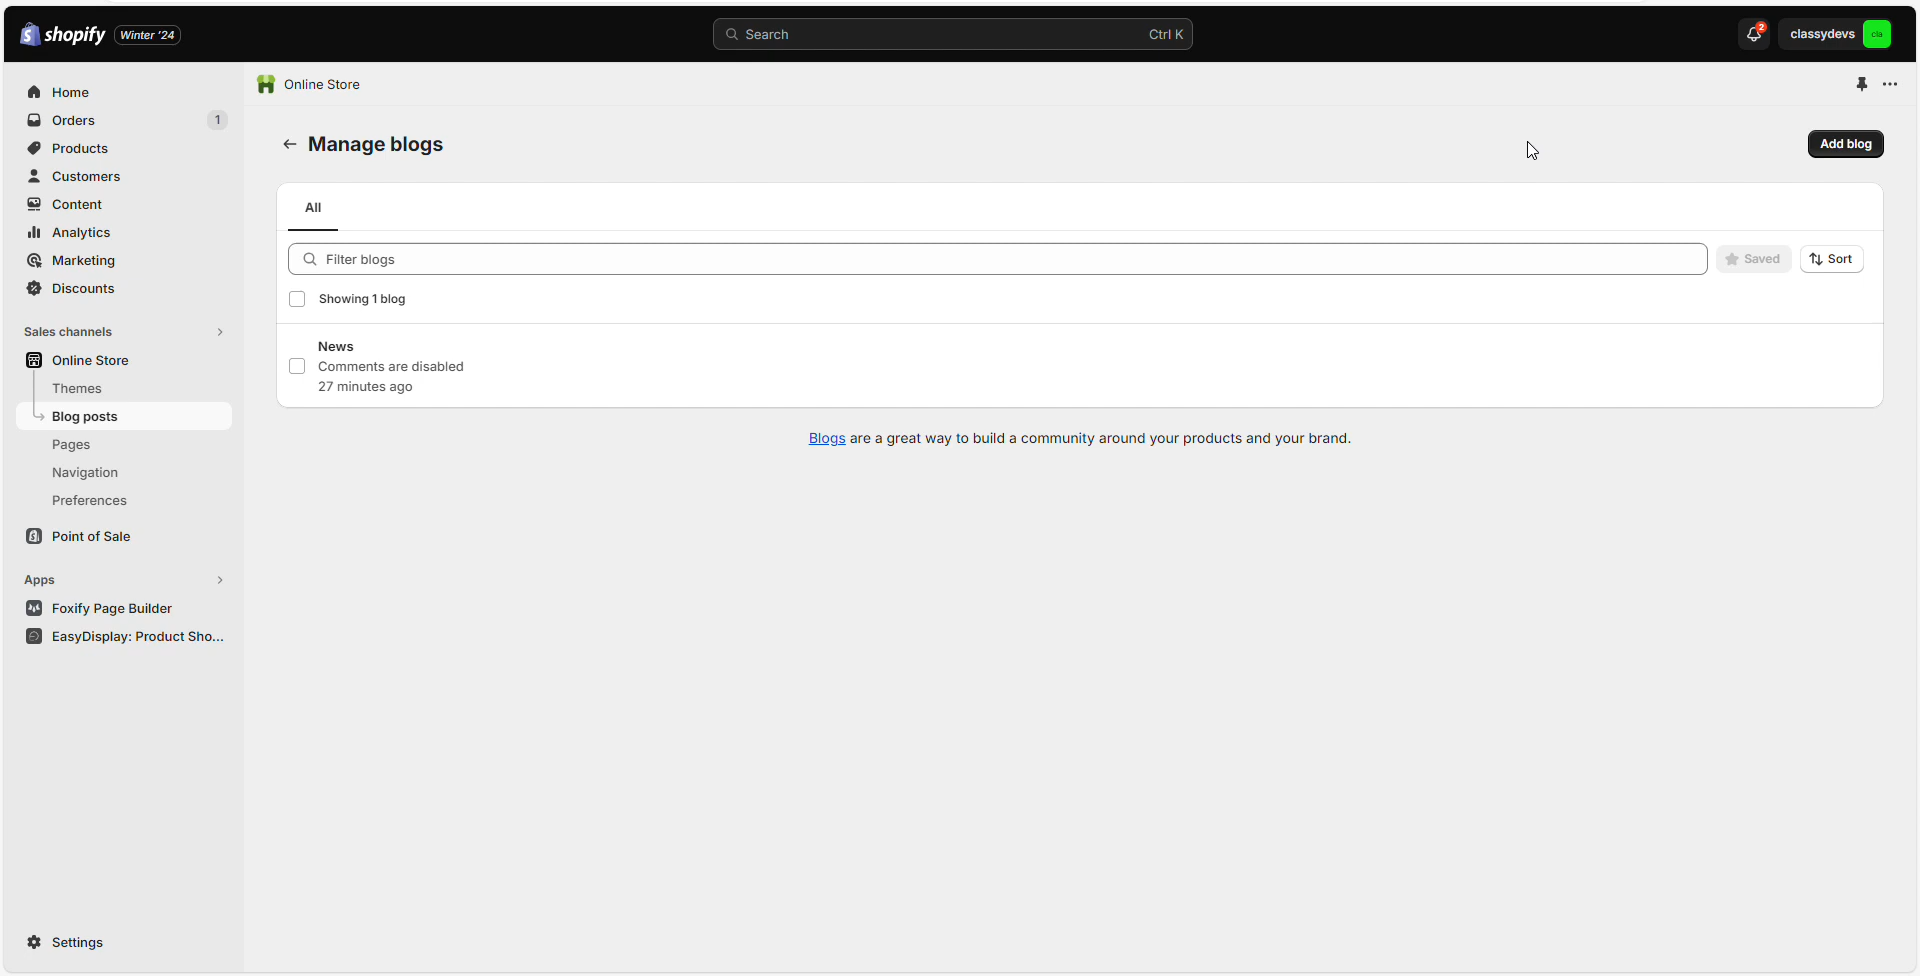 shopify
Winter '24
Search
Ctrl K
2
classydevs
cla
Home
Orders
1
Products
Customers
Content
Analytics
Marketing
Discounts
Sales channels
Online Store
Themes
Blog posts
Pages
Navigation
Preferences
Point of Sale
Apps
Foxify Page Builder
EasyDisplay: Product Sho...
Settings
Online Store
Manage blogs
Add blog
All
Filter blogs
Saved
Sort
Showing 1 blog
News
Comments are disabled
27 minutes ago
Blogs are a great way to build a community around your products and your brand.